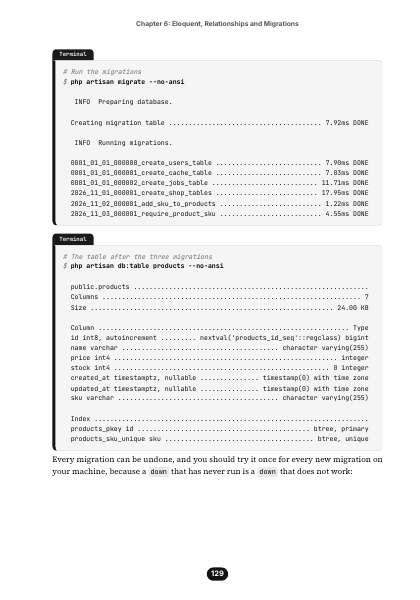 Chapter 6: Eloquent, Relationships and Migrations
Terminal
# Run the migrations
$ php artisan migrate --no-ansi
INFO  Preparing database.
Creating migration table ....................................... 7.92ms DONE
INFO  Running migrations.
0001_01_01_000000_create_users_table ........................... 7.90ms DONE
0001_01_01_000001_create_cache_table ........................... 7.03ms DONE
0001_01_01_000002_create_jobs_table ........................... 11.71ms DONE
2026_11_01_000001_create_shop_tables .......................... 17.95ms DONE
2026_11_02_000001_add_sku_to_products .......................... 1.22ms DONE
2026_11_03_000001_require_product_sku .......................... 4.55ms DONE
Terminal
# The table after the three migrations
$ php artisan db:table products --no-ansi
public.products ............................................................
Columns .................................................................. 7
Size .............................................................. 24.00 KB
Column ................................................................ Type
id int8, autoincrement ......... nextval('products_id_seq'::regclass) bigint
name varchar .......................................... character varying(255)
price int4 .......................................................... integer
stock int4 ........................................................ 0 integer
created_at timestamptz, nullable ............... timestamp(0) with time zone
updated_at timestamptz, nullable ............... timestamp(0) with time zone
sku varchar .......................................... character varying(255)
Index ......................................................................
products_pkey id ............................................. btree, primary
products_sku_unique sku ....................................... btree, unique
Every migration can be undone, and you should try it once for every new migration on
your machine, because a down that has never run is a down that does not work:
129